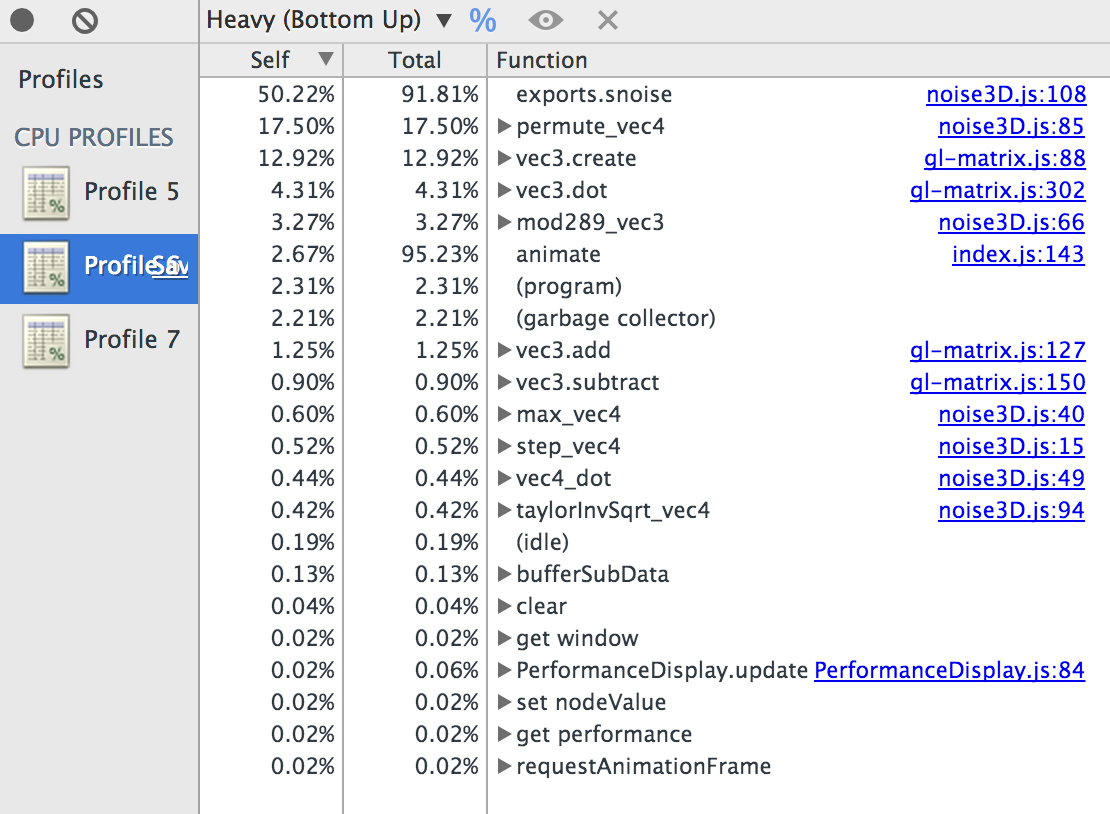 Heavy (Bottom Up) ▼ %
Profiles
CPU PROFILES
Profile 5
Profile 6
Save
Profile 7
Self ▼ Total Function
50.22% 91.81% exports.snoise noise3D.js:108
17.50% 17.50% permute_vec4 noise3D.js:85
12.92% 12.92% vec3.create gl-matrix.js:88
4.31% 4.31% vec3.dot gl-matrix.js:302
3.27% 3.27% mod289_vec3 noise3D.js:66
2.67% 95.23% animate index.js:143
2.31% 2.31% (program)
2.21% 2.21% (garbage collector)
1.25% 1.25% vec3.add gl-matrix.js:127
0.90% 0.90% vec3.subtract gl-matrix.js:150
0.60% 0.60% max_vec4 noise3D.js:40
0.52% 0.52% step_vec4 noise3D.js:15
0.44% 0.44% vec4_dot noise3D.js:49
0.42% 0.42% taylorInvSqrt_vec4 noise3D.js:94
0.19% 0.19% (idle)
0.13% 0.13% bufferSubData
0.04% 0.04% clear
0.02% 0.02% get window
0.02% 0.06% PerformanceDisplay.update PerformanceDisplay.js:84
0.02% 0.02% set nodeValue
0.02% 0.02% get performance
0.02% 0.02% requestAnimationFrame